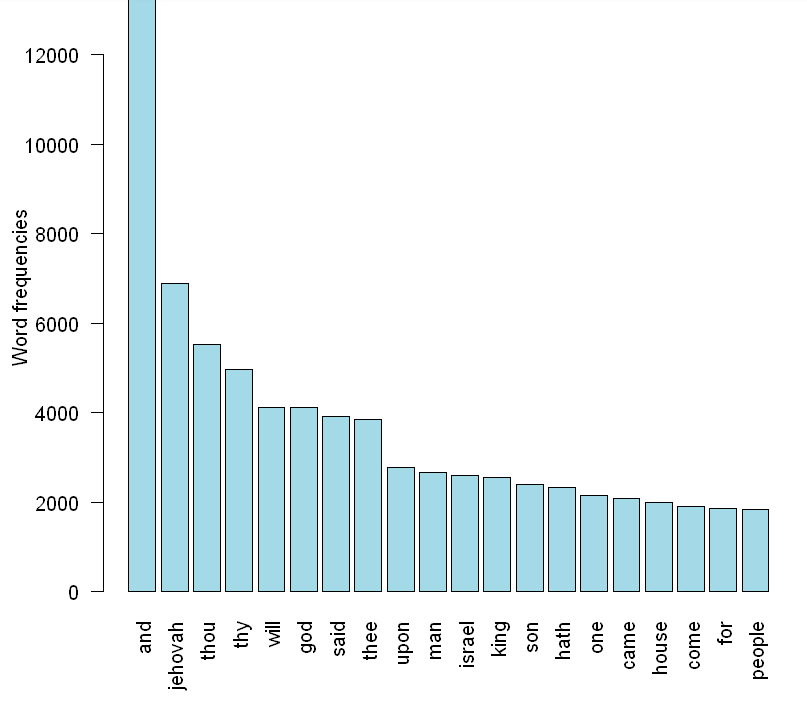 12000
10000
8000
6000
4000
2000
0
Word frequencies
and
jehovah
thou
thy
will
god
said
thee
upon
man
israel
king
son
hath
one
came
house
come
for
people